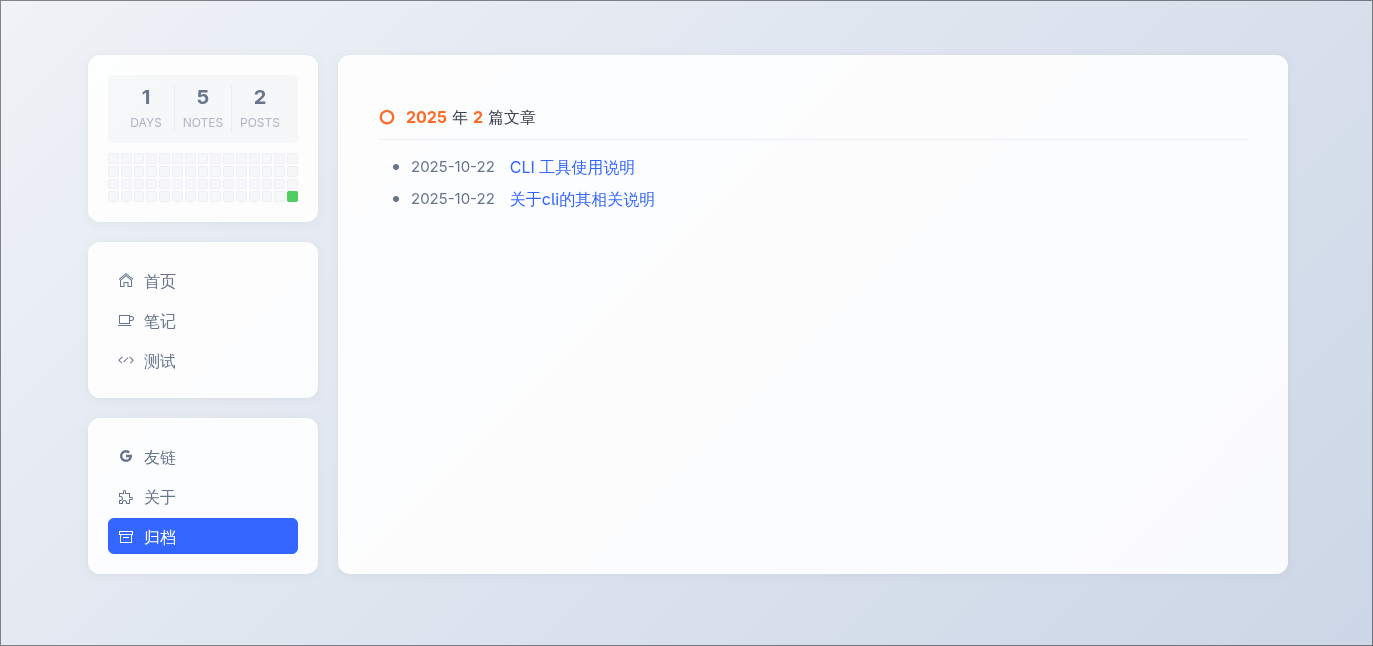 1 5 2
DAYS NOTES POSTS
首页
笔记
测试
友链
关于
归档
2025 年 2 篇文章
2025-10-22 CLI 工具使用说明
2025-10-22 关于cli的其相关说明